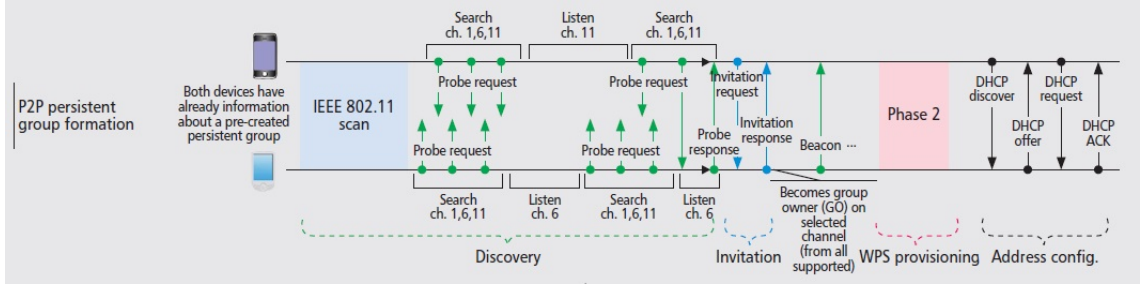 Search
ch. 1,6,11
Listen
ch. 11
Search
ch. 1,6,11
P2P persistent
group formation
Both devices have
already information
about a pre-created
persistent group
IEEE 802.11
scan
Probe request
Probe request
Probe request
Probe request
Probe
response
Invitation
request
Invitation
response
Beacon ...
Phase 2
DHCP
discover
DHCP
offer
DHCP
request
DHCP
ACK
Search
ch. 1,6,11
Listen
ch. 6
Search
ch. 1,6,11
Listen
ch. 6
Becomes group
owner (GO) on
selected
channel
(from all
supported)
Discovery
Invitation
WPS provisioning
Address config.